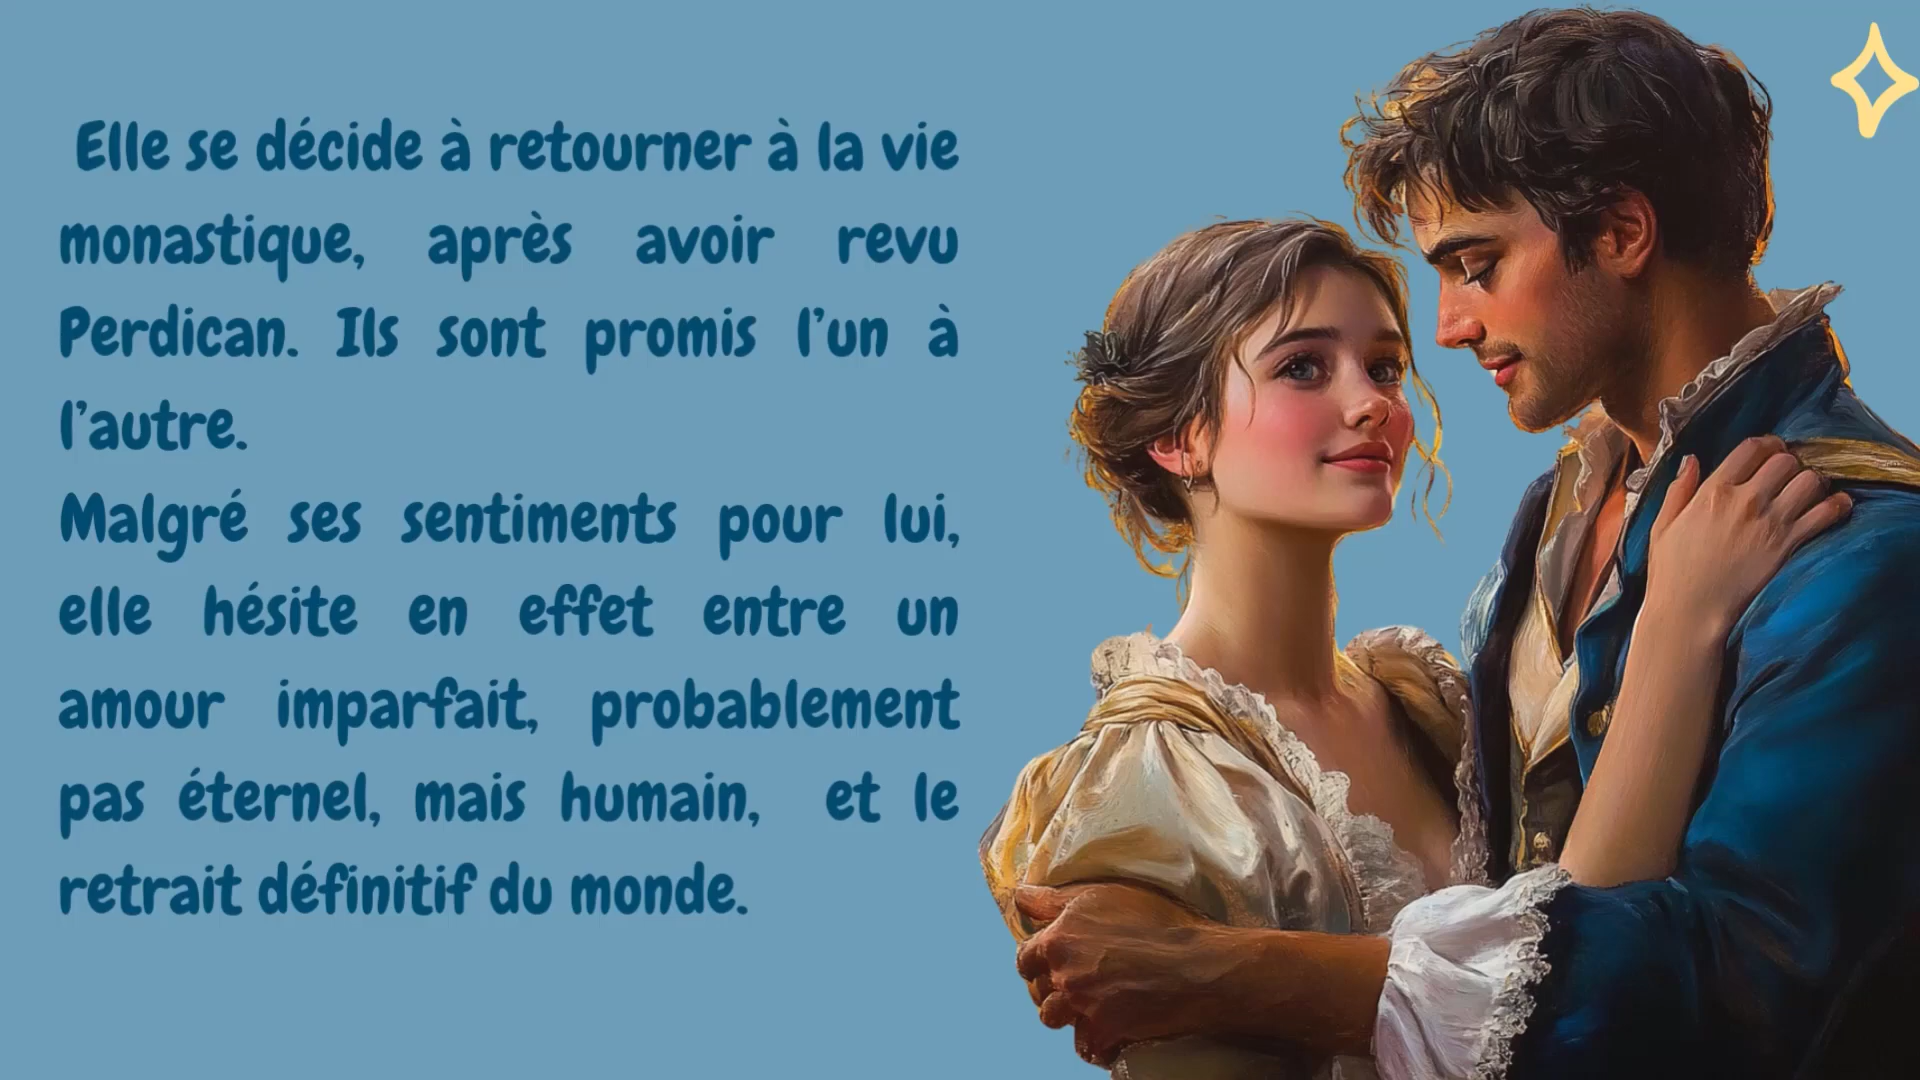 Elle se décide à retourner à la vie
monastique, après avoir revu
Perdican. Ils sont promis l’un à
l’autre.
Malgré ses sentiments pour lui,
elle hésite en effet entre un
amour imparfait, probablement
pas éternel, mais humain, et le
retrait définitif du monde.